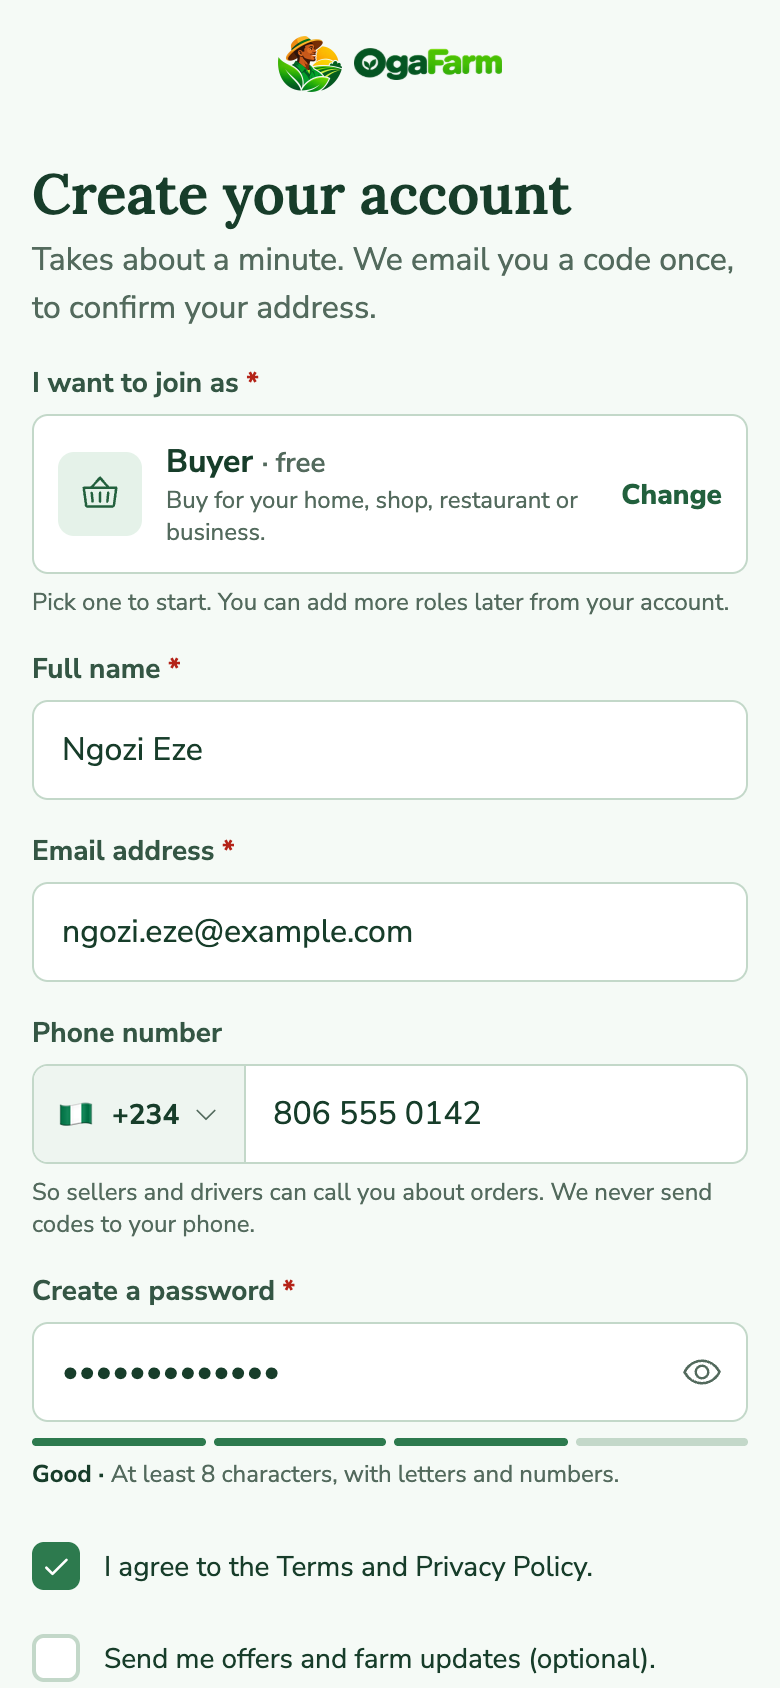 OgaFarm
Create your account
Takes about a minute. We email you a code once,
to confirm your address.
I want to join as *
Buyer · free
Buy for your home, shop, restaurant or
business.
Change
Pick one to start. You can add more roles later from your account.
Full name *
Ngozi Eze
Email address *
ngozi.eze@example.com
Phone number
+234
806 555 0142
So sellers and drivers can call you about orders. We never send
codes to your phone.
Create a password *
•••••••••••••
Good · At least 8 characters, with letters and numbers.
I agree to the Terms and Privacy Policy.
Send me offers and farm updates (optional).